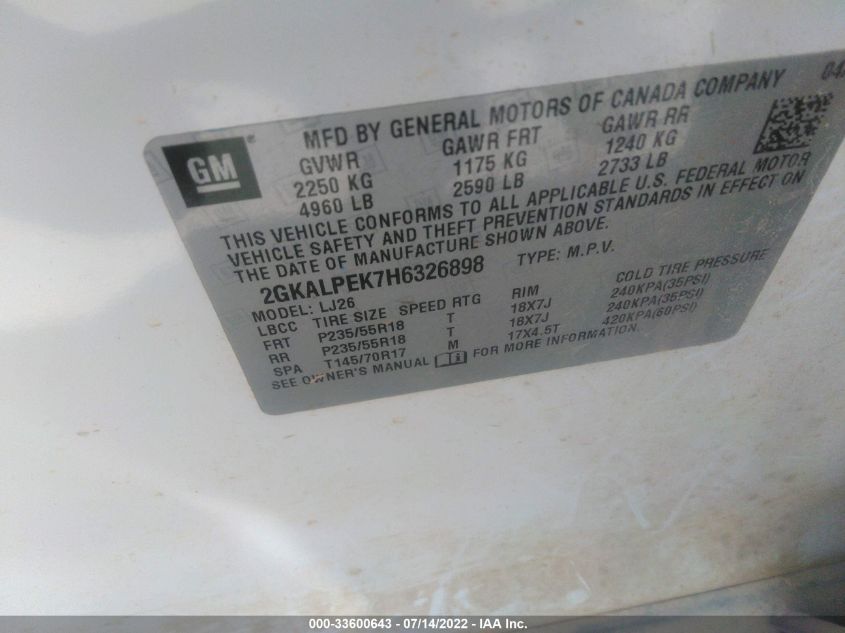 MFD BY GENERAL MOTORS OF CANADA COMPANY
GM
GVWR GAWR FRT GAWR RR
2250 KG 1175 KG 1240 KG
4960 LB 2590 LB 2733 LB
THIS VEHICLE CONFORMS TO ALL APPLICABLE U.S. FEDERAL MOTOR
VEHICLE SAFETY AND THEFT PREVENTION STANDARDS IN EFFECT ON
THE DATE OF MANUFACTURE SHOWN ABOVE.
2GKALPEK7H6326898 TYPE: M.P.V.
MODEL: LJ26
LBCC TIRE SIZE SPEED RTG RIM COLD TIRE PRESSURE
FRT P235/55R18 T 18X7J 240KPA(35PSI)
RR P235/55R18 T 18X7J 240KPA(35PSI)
SPA T145/70R17 M 17X4.5T 420KPA(60PSI)
SEE OWNER'S MANUAL FOR MORE INFORMATION.
000-33600643 - 07/14/2022 - IAA Inc.